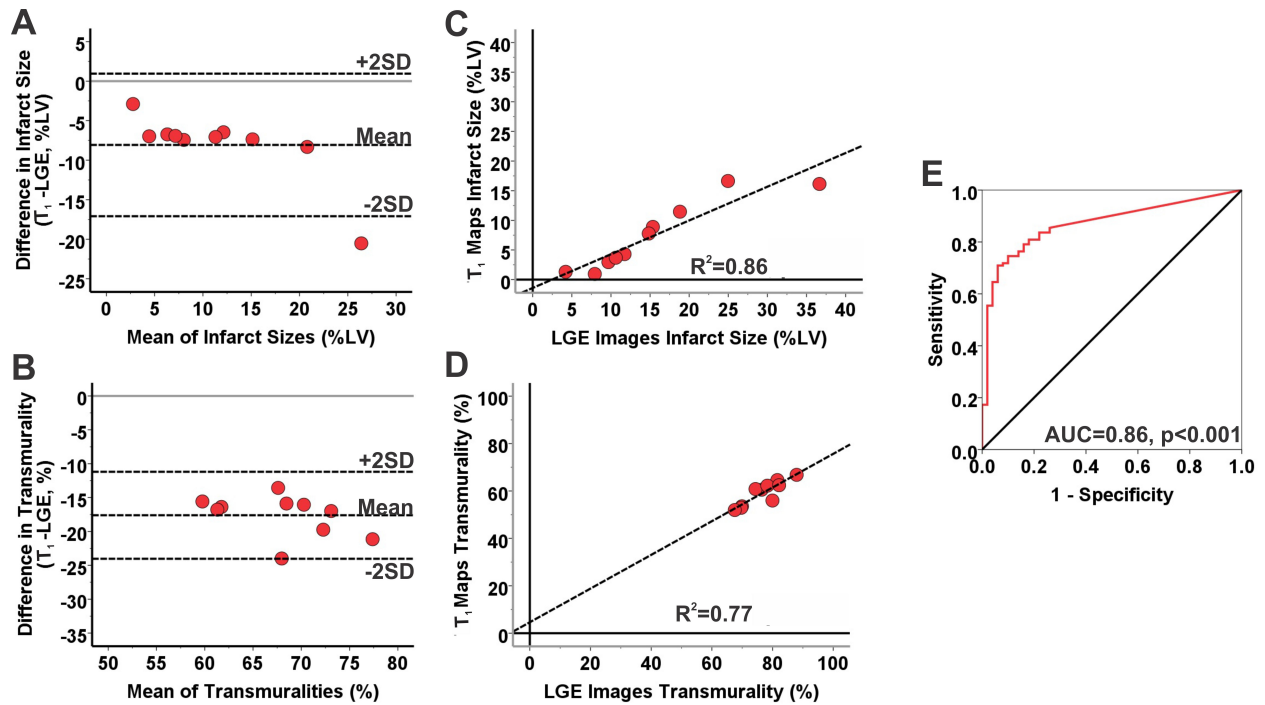 A
Difference in Infarct Size
(T1 -LGE, %LV)
5
0
-5
-10
-15
-20
-25
+2SD
Mean
-2SD
0 5 10 15 20 25 30
Mean of Infarct Sizes (%LV)
B
Difference in Transmurality
(T1 -LGE, %)
0
-5
-10
-15
-20
-25
-30
-35
+2SD
Mean
-2SD
50 55 60 65 70 75 80
Mean of Transmuralities (%)
C
T1 Maps Infarct Size (%LV)
40
35
30
25
20
15
10
5
0
R2=0.86
0 5 10 15 20 25 30 35 40
LGE Images Infarct Size (%LV)
D
T1 Maps Transmurality (%)
100
80
60
40
20
0
R2=0.77
0 20 40 60 80 100
LGE Images Transmurality (%)
E
Sensitivity
1.0
0.8
0.6
0.4
0.2
0.0
AUC=0.86, p<0.001
0.0 0.2 0.4 0.6 0.8 1.0
1 - Specificity